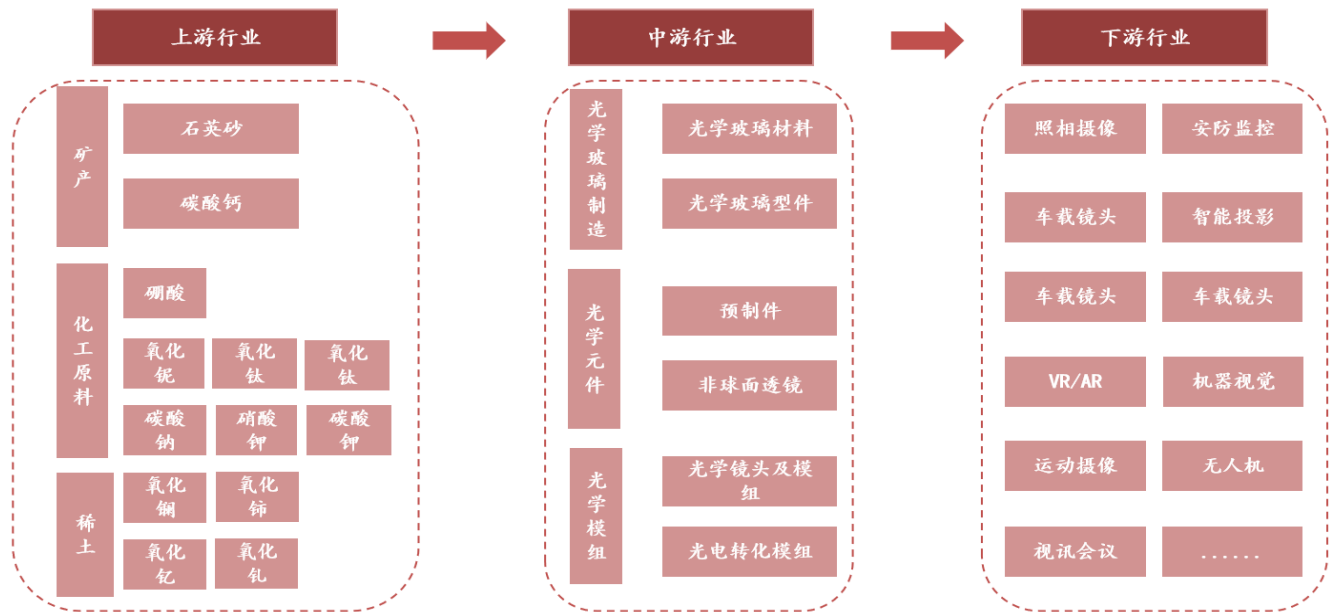 上游行业
中游行业
下游行业
矿产
石英砂
碳酸钙
化工原料
硼酸
氧化
铌
氧化
钛
氧化
钛
碳酸
钠
硝酸
钾
碳酸
钾
稀土
氧化
镧
氧化
铈
氧化
钇
氧化
钆
光学玻璃制造
光学玻璃材料
光学玻璃型件
光学元件
预制件
非球面透镜
光学模组
光学镜头及模
组
光电转化模组
照相摄像
安防监控
车载镜头
智能投影
车载镜头
车载镜头
VR/AR
机器视觉
运动摄像
无人机
视讯会议
......